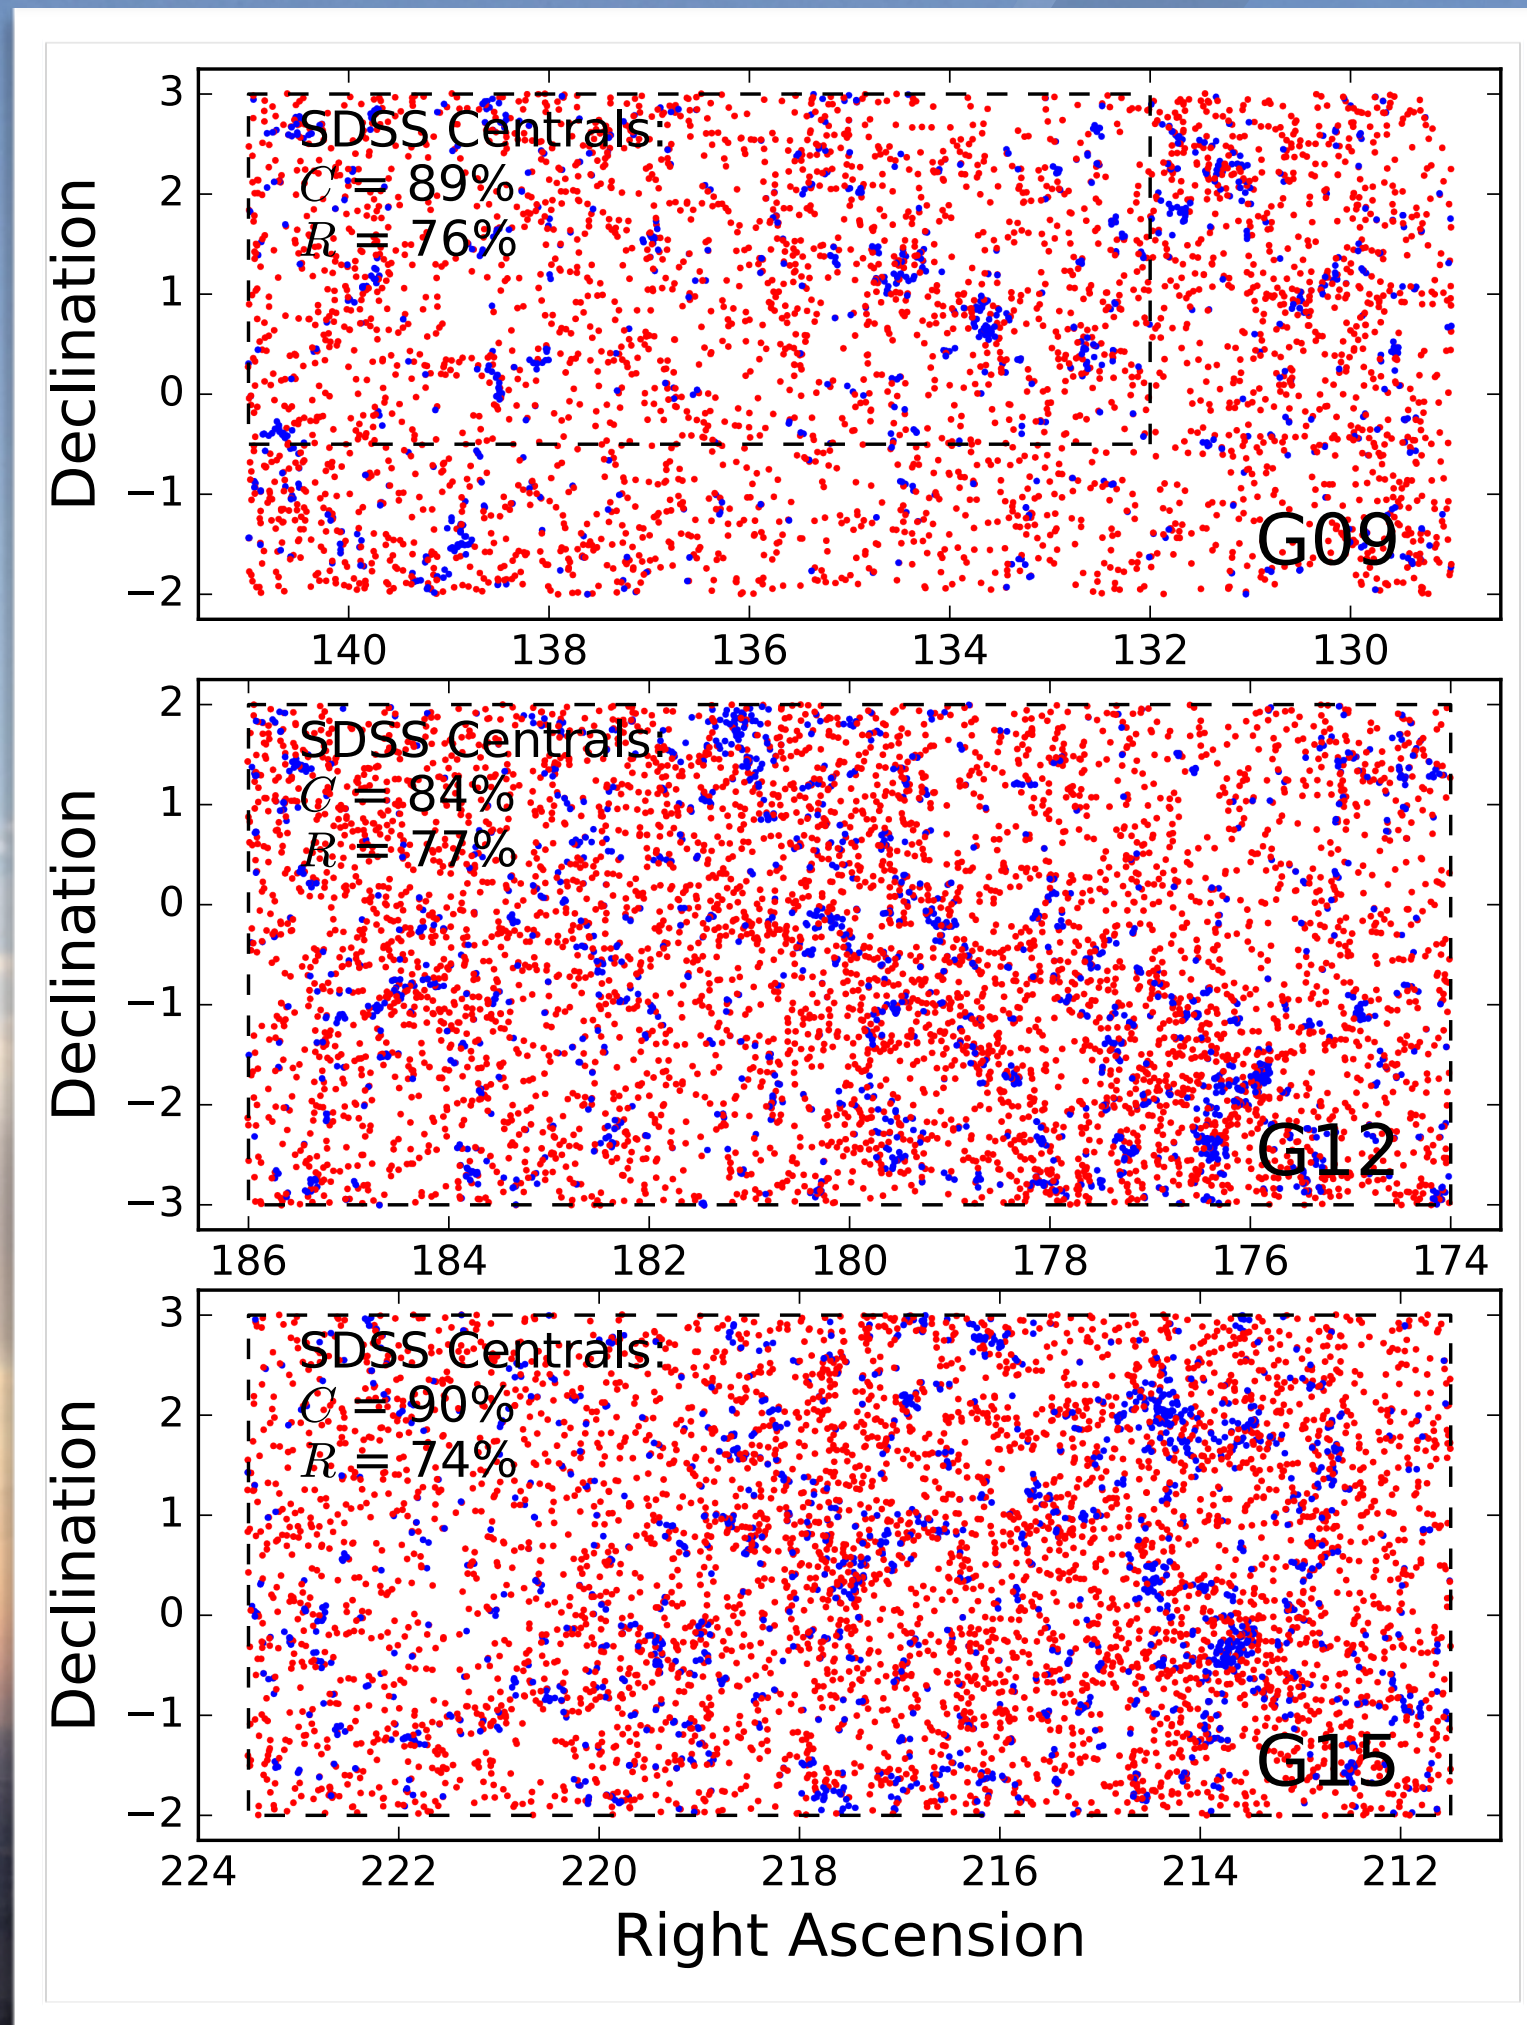 Declination
3
2
1
0
−1
−2
SDSS Centrals:
C = 89%
R = 76%
G09
140 138 136 134 132 130
Declination
2
1
0
−1
−2
−3
SDSS Centrals:
C = 84%
R = 77%
G12
186 184 182 180 178 176 174
Declination
3
2
1
0
−1
−2
SDSS Centrals:
C = 90%
R = 74%
G15
224 222 220 218 216 214 212
Right Ascension